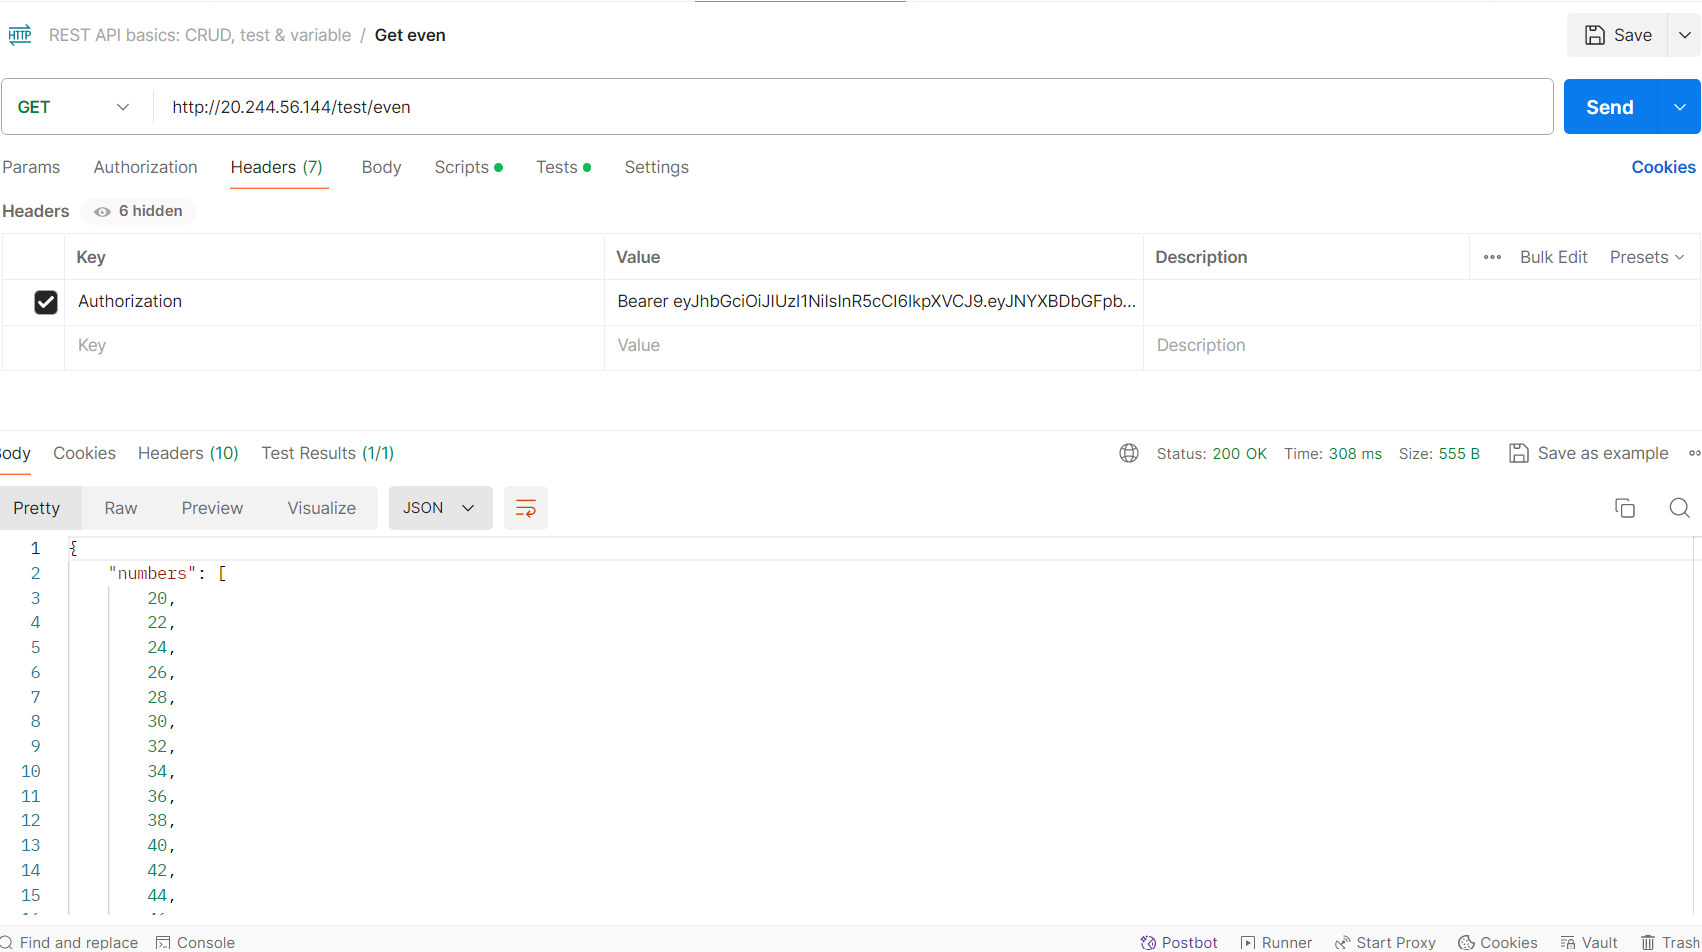 HTTP REST API basics: CRUD, test & variable / Get even Save
GET http://20.244.56.144/test/even Send
Params Authorization Headers (7) Body Scripts Tests Settings Cookies
Headers 6 hidden
Key Value Description Bulk Edit Presets
Authorization Bearer eyJhbGciOiJIUzI1NiIsInR5cCI6IkpXVCJ9.eyJNYXBDbGFpb...
Key Value Description
ody Cookies Headers (10) Test Results (1/1) Status: 200 OK Time: 308 ms Size: 555 B Save as example
Pretty Raw Preview Visualize JSON
1 {
2 "numbers": [
3 20,
4 22,
5 24,
6 26,
7 28,
8 30,
9 32,
10 34,
11 36,
12 38,
13 40,
14 42,
15 44,
Find and replace Console Postbot Runner Start Proxy Cookies Vault Trash